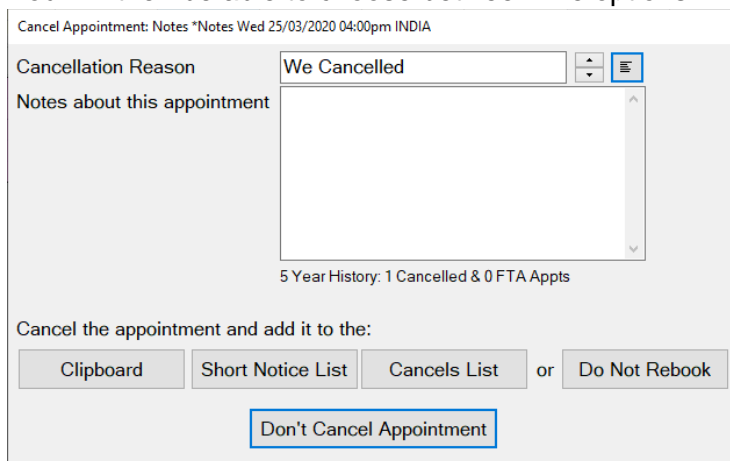 Cancel Appointment: Notes *Notes Wed 25/03/2020 04:00pm INDIA
Cancellation Reason
We Cancelled
Notes about this appointment
5 Year History: 1 Cancelled & 0 FTA Appts
Cancel the appointment and add it to the:
Clipboard Short Notice List Cancels List or Do Not Rebook
Don't Cancel Appointment